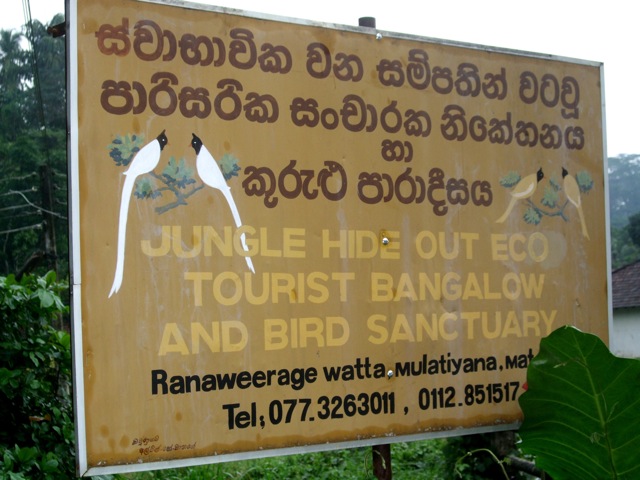 ස්වාභාවික වන සම්පතින් වටවූ
පාරිසරික සංචාරක නිකේතනය
හා
කුරුළු පාරාදීසය
JUNGLE HIDE OUT ECO
TOURIST BANGALOW
AND BIRD SANCTUARY
Ranaweerage watta, Mulatiyana, Mat
Tel; 077.3263011 , 0112.851517